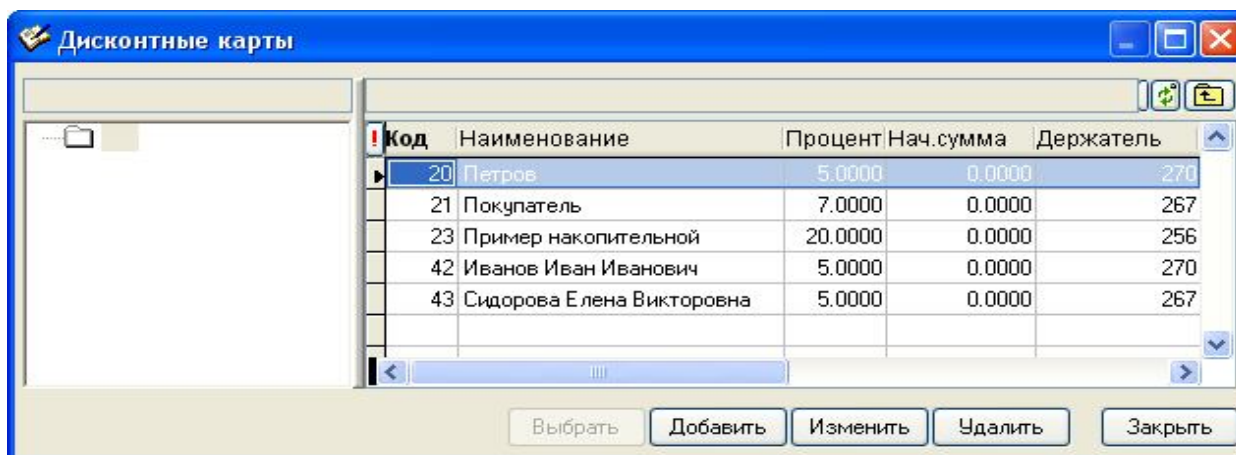 Дисконтные карты
! Код Наименование Процент Нач.сумма Держатель
20 Петров 5.0000 0.0000 270
21 Покупатель 7.0000 0.0000 267
23 Пример накопительной 20.0000 0.0000 256
42 Иванов Иван Иванович 5.0000 0.0000 270
43 Сидорова Елена Викторовна 5.0000 0.0000 267
Выбрать Добавить Изменить Удалить Закрыть